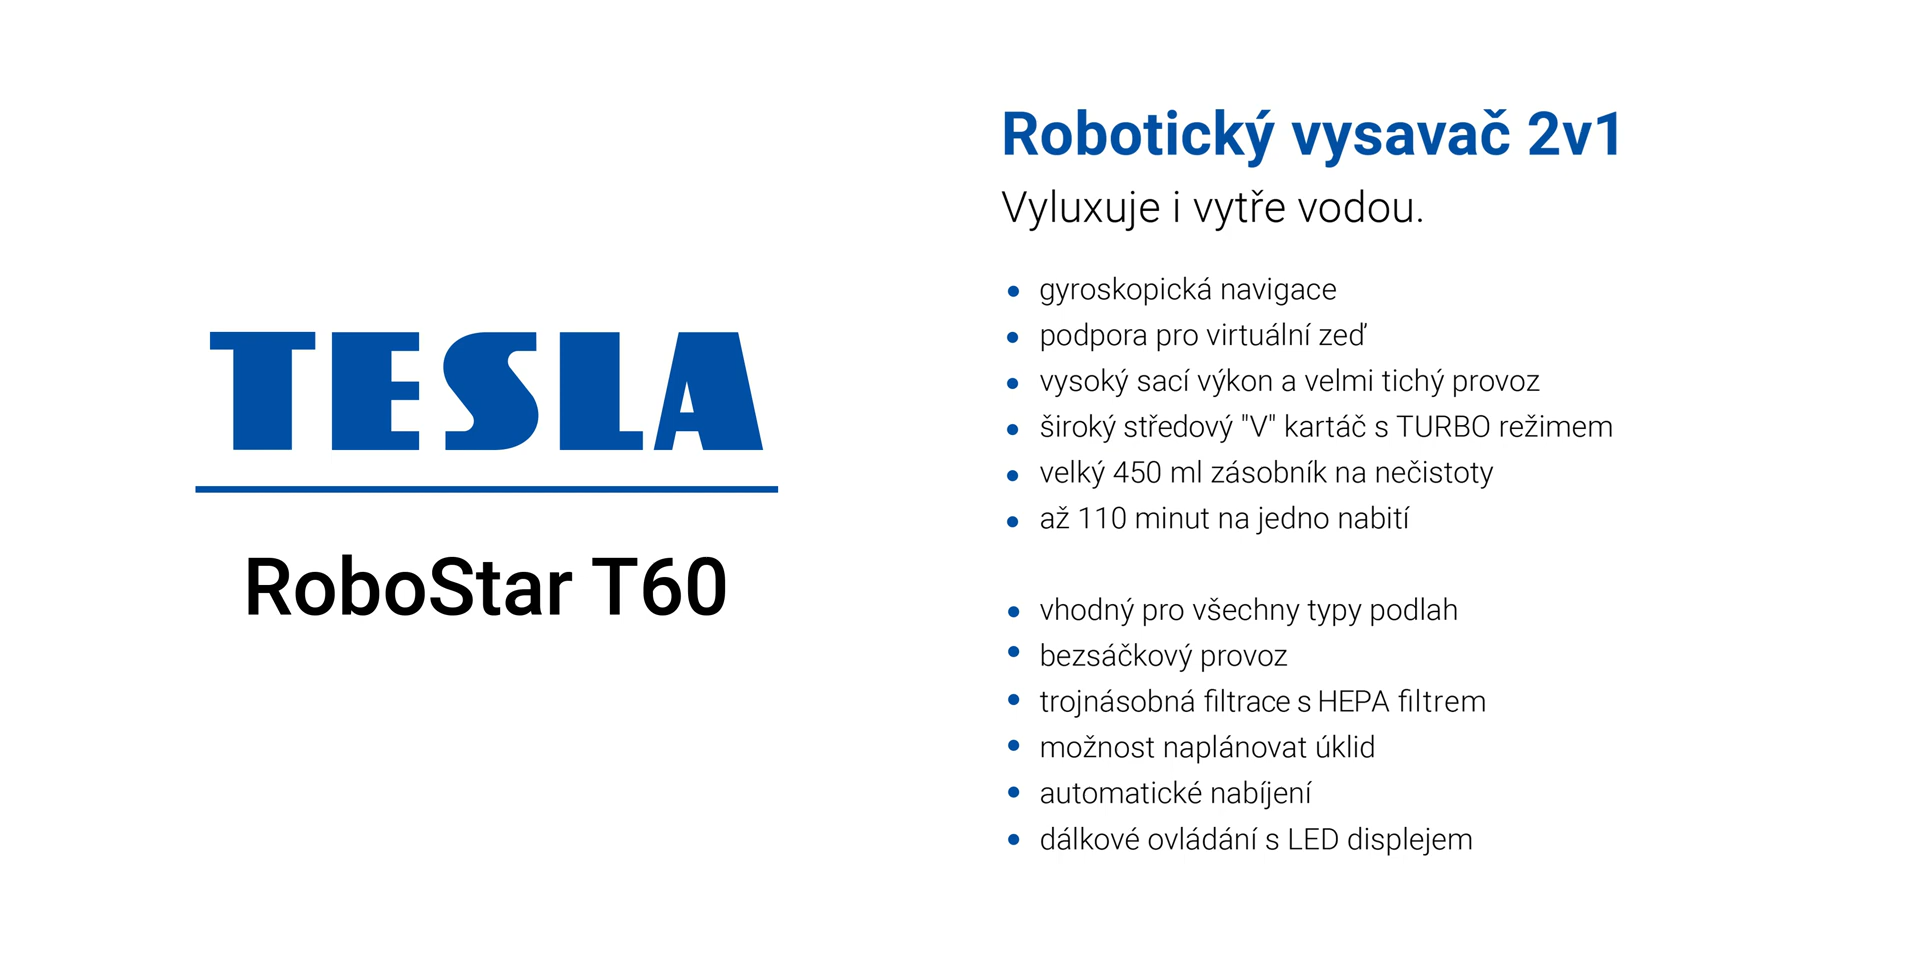 TESLA
RoboStar T60
Robotický vysavač 2v1
Vyluxuje i vytře vodou.
• gyroskopická navigace
• podpora pro virtuální zeď
• vysoký sací výkon a velmi tichý provoz
• široký středový "V" kartáč s TURBO režimem
• velký 450 ml zásobník na nečistoty
• až 110 minut na jedno nabití
• vhodný pro všechny typy podlah
• bezsáčkový provoz
• trojnásobná filtrace s HEPA filtrem
• možnost naplánovat úklid
• automatické nabíjení
• dálkové ovládání s LED displejem